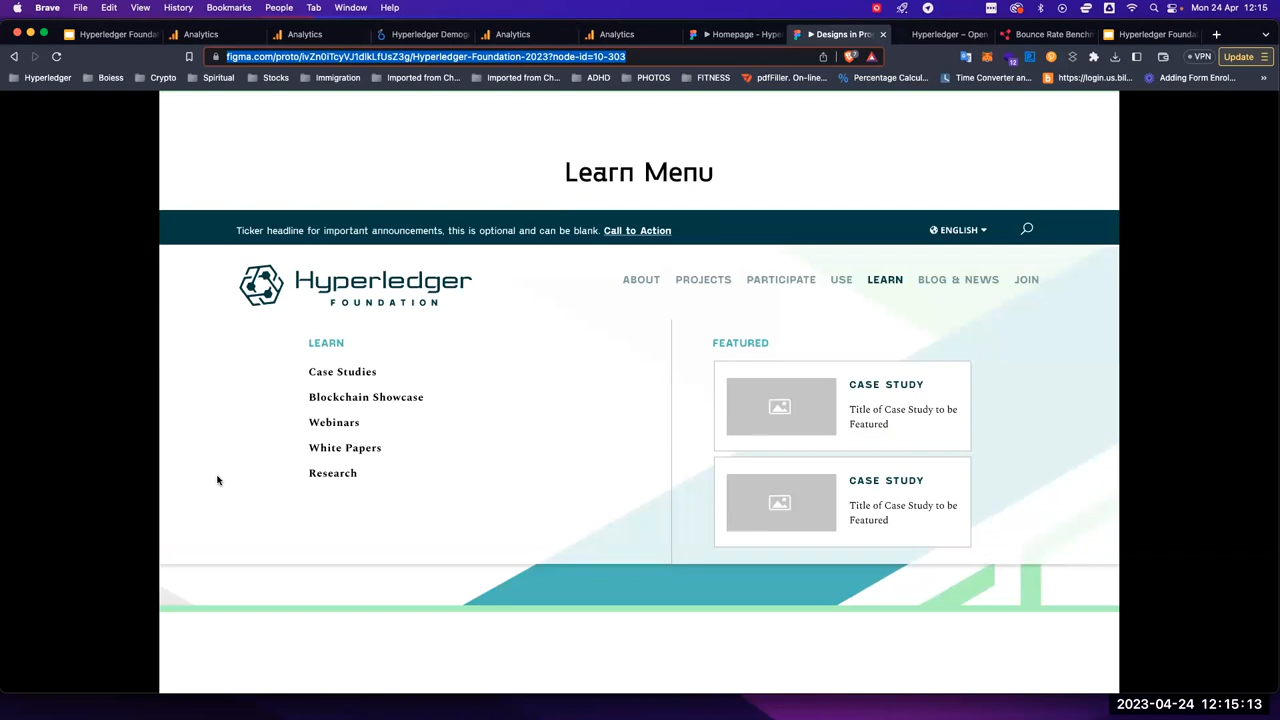 Brave File Edit View History Bookmarks People Tab Window Help Mon 24 Apr 12:15
Hyperledger Founda Analytics Analytics Hyperledger Demog Analytics Analytics Homepage - Hype Designs in Pro Hyperledger – Open Bounce Rate Bench Hyperledger Founda
figma.com/proto/ivZn0iTcyVJ1dlkLfUsZ3g/Hyperledger-Foundation-2023?node-id=10-303 12 VPN Update
Hyperledger Boiess Crypto Spiritual Stocks Immigration Imported from Ch... Imported from Ch... ADHD PHOTOS FITNESS pdfFiller. On-line... Percentage Calcul... Time Converter an... https://login.us.bil... Adding Form Enrol... »
Learn Menu
Ticker headline for important announcements, this is optional and can be blank. Call to Action ENGLISH
Hyperledger
FOUNDATION
ABOUT PROJECTS PARTICIPATE USE LEARN BLOG & NEWS JOIN
LEARN
Case Studies
Blockchain Showcase
Webinars
White Papers
Research
FEATURED
CASE STUDY
Title of Case Study to be
Featured
CASE STUDY
Title of Case Study to be
Featured
2023-04-24 12:15:13